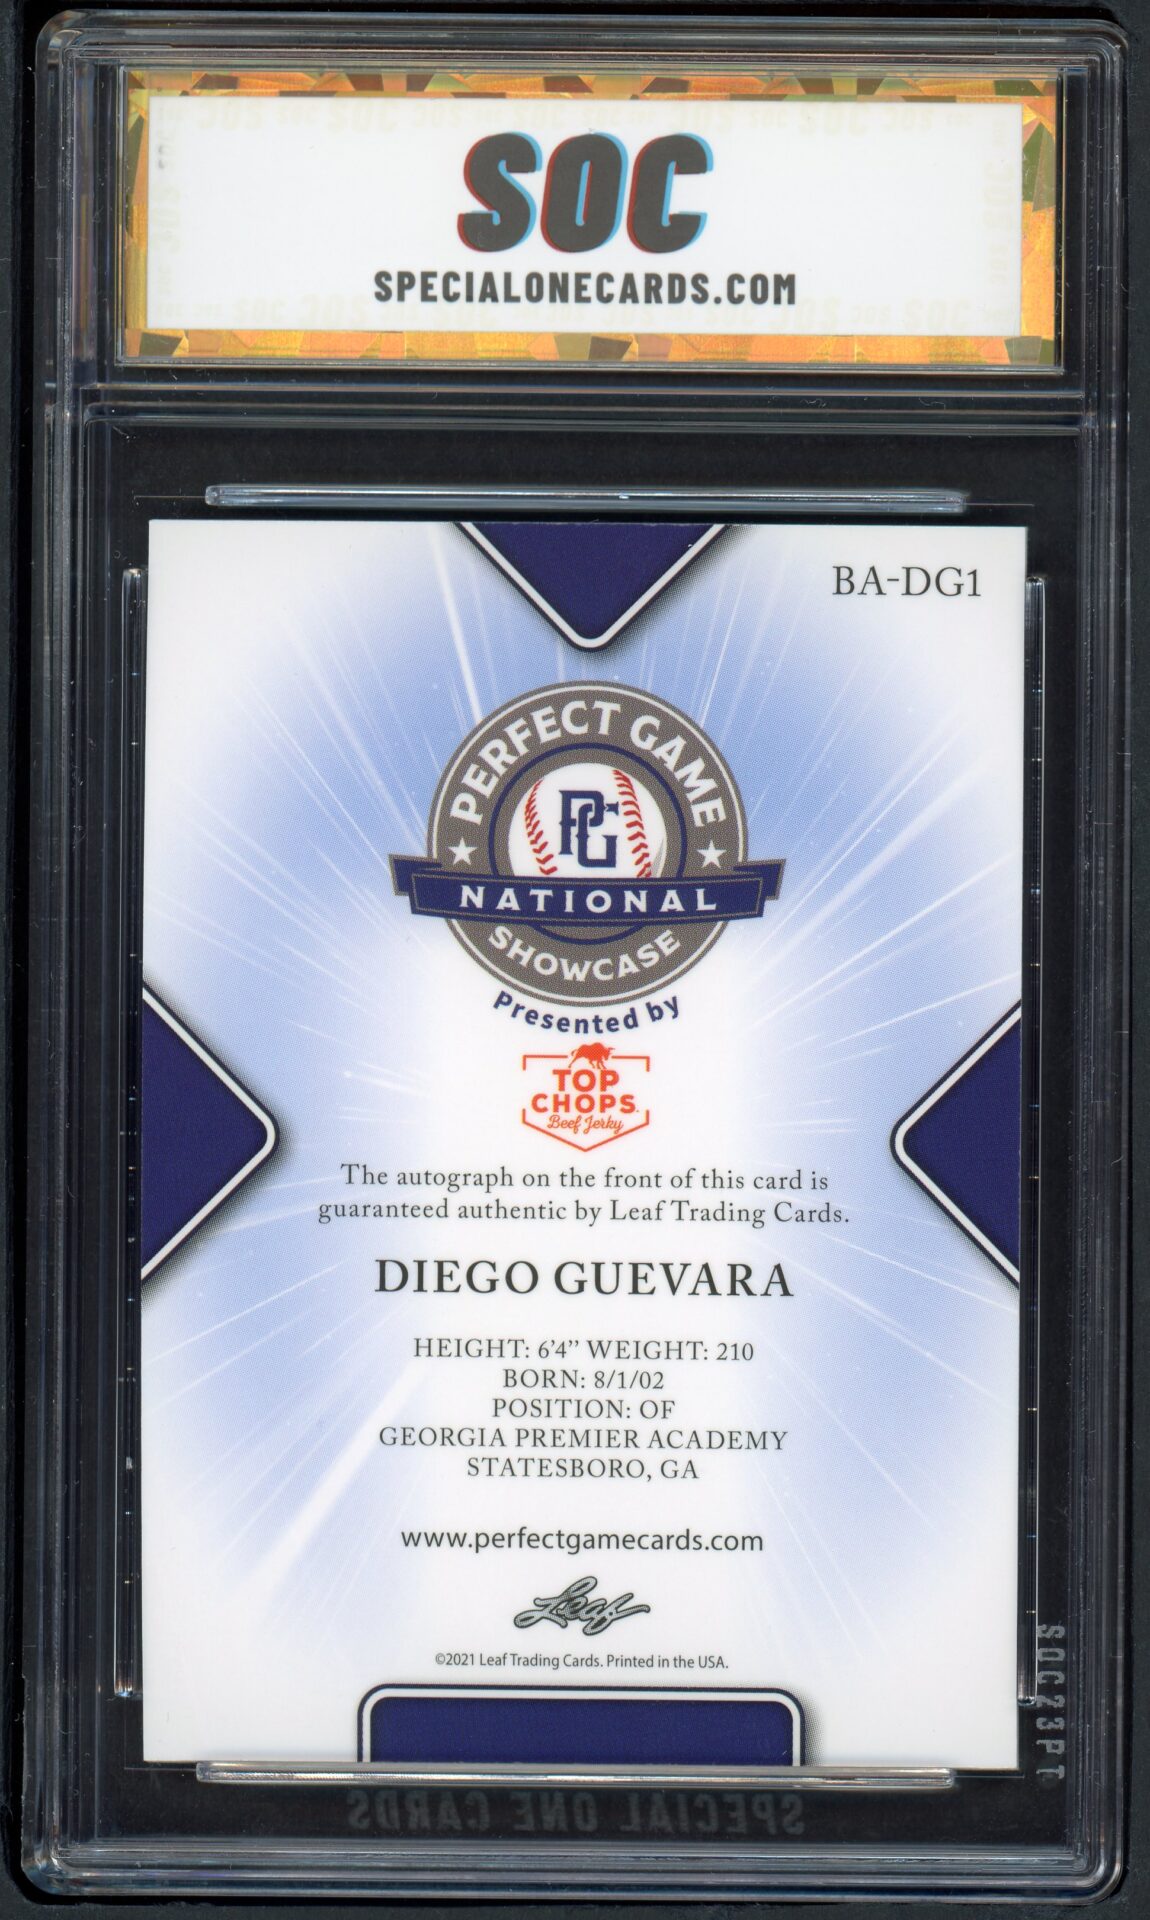 SOC
SPECIALONECARDS.COM
BA-DG1
PERFECT GAME
PG
NATIONAL
SHOWCASE
Presented by
TOP
CHOPS
Beef Jerky
The autograph on the front of this card is
guaranteed authentic by Leaf Trading Cards.
DIEGO GUEVARA
HEIGHT: 6'4” WEIGHT: 210
BORN: 8/1/02
POSITION: OF
GEORGIA PREMIER ACADEMY
STATESBORO, GA
www.perfectgamecards.com
Leaf
©2021 Leaf Trading Cards. Printed in the USA.
SOC23PT
SPECIAL ONE CARDS